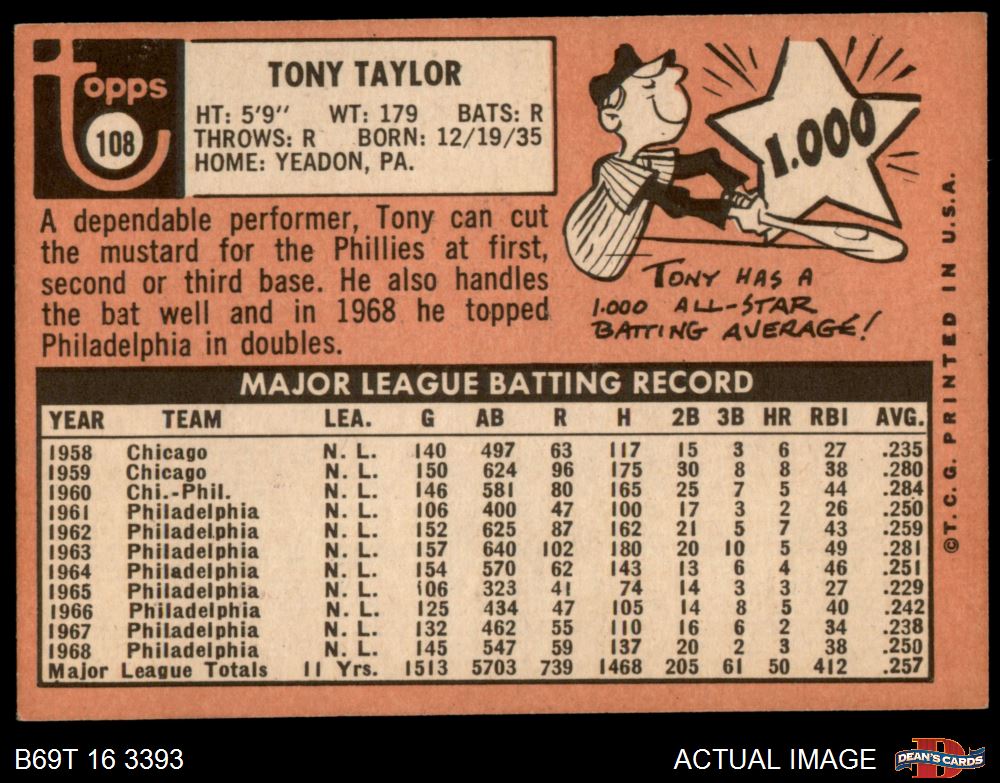 Topps
108
TONY TAYLOR
HT: 5'9" WT: 179 BATS: R
THROWS: R BORN: 12/19/35
HOME: YEADON, PA.
A dependable performer, Tony can cut
the mustard for the Phillies at first,
second or third base. He also handles
the bat well and in 1968 he topped
Philadelphia in doubles.
1.000
TONY HAS A
1.000 ALL-STAR
BATTING AVERAGE!
MAJOR LEAGUE BATTING RECORD
YEAR TEAM LEA. G AB R H 2B 3B HR RBI AVG.
1958 Chicago N. L. 140 497 63 117 15 3 6 27 .235
1959 Chicago N. L. 150 624 96 175 30 8 8 38 .280
1960 Chi.-Phil. N. L. 146 581 80 165 25 7 5 44 .284
1961 Philadelphia N. L. 106 400 47 100 17 3 2 26 .250
1962 Philadelphia N. L. 152 625 87 162 21 5 7 43 .259
1963 Philadelphia N. L. 157 640 102 180 20 10 5 49 .281
1964 Philadelphia N. L. 154 570 62 143 13 6 4 46 .251
1965 Philadelphia N. L. 106 323 41 74 14 3 3 27 .229
1966 Philadelphia N. L. 125 434 47 105 14 8 5 40 .242
1967 Philadelphia N. L. 132 462 55 110 16 6 2 34 .238
1968 Philadelphia N. L. 145 547 59 137 20 2 3 38 .250
Major League Totals 11 Yrs. 1513 5703 739 1468 205 61 50 412 .257
©T. C. G. PRINTED IN U.S.A.
B69T 16 3393
ACTUAL IMAGE
D
DEAN'S CARDS